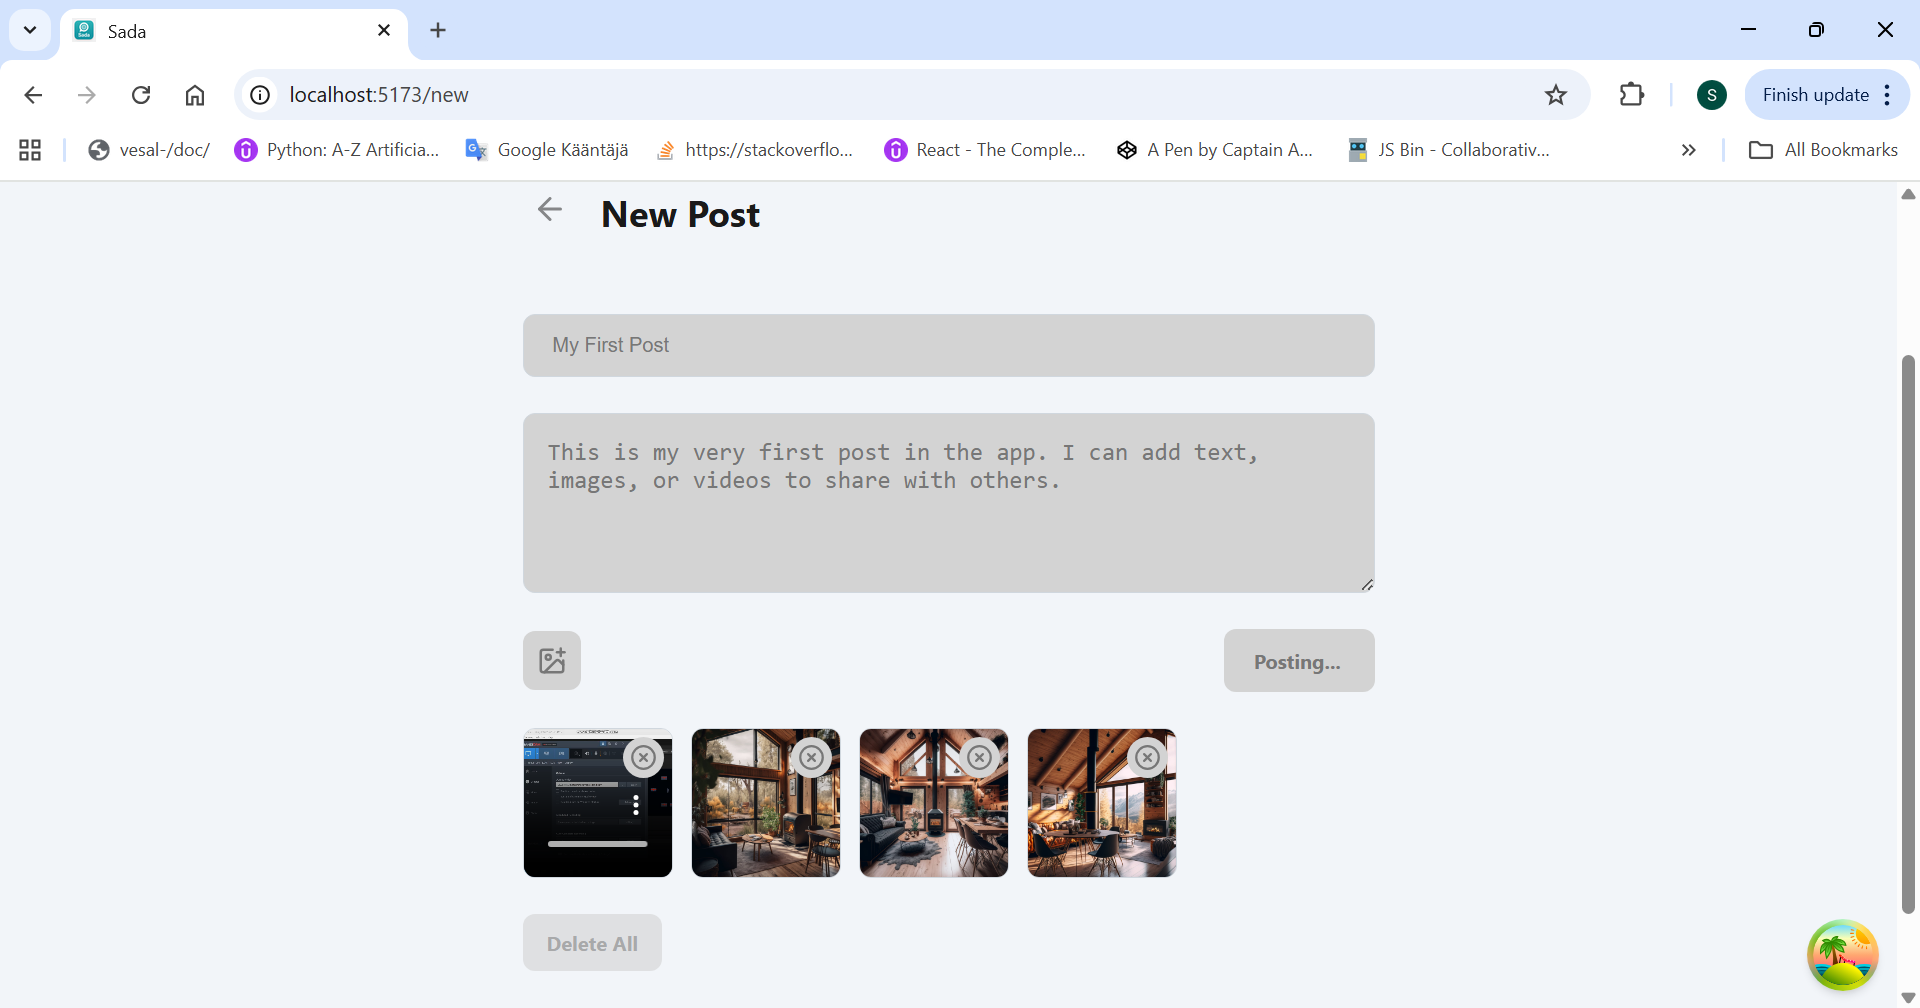 Sada
localhost:5173/new
Finish update
vesal-/doc/
Python: A-Z Artificia...
Google Kääntäjä
https://stackoverflo...
React - The Comple...
A Pen by Captain A...
JS Bin - Collaborativ...
All Bookmarks
New Post
My First Post
This is my very first post in the app. I can add text,
images, or videos to share with others.
Posting...
Delete All